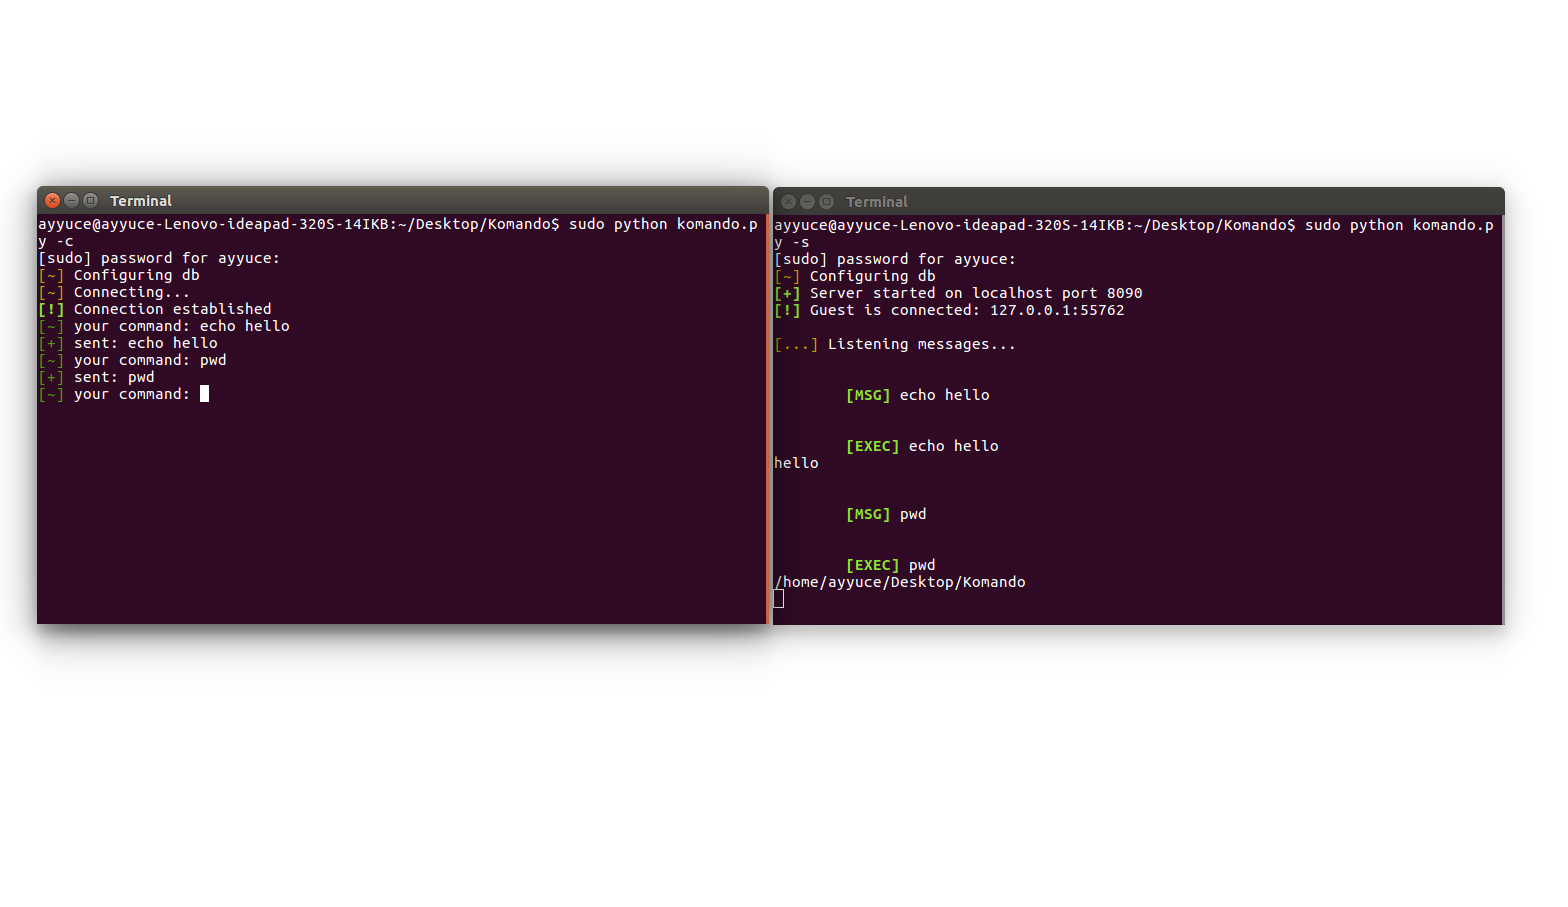 Terminal
ayyuce@ayyuce-Lenovo-ideapad-320S-14IKB:~/Desktop/Komando$ sudo python komando.p
y -c
[sudo] password for ayyuce:
[~] Configuring db
[~] Connecting...
[!] Connection established
[~] your command: echo hello
[+] sent: echo hello
[~] your command: pwd
[+] sent: pwd
[~] your command:
Terminal
ayyuce@ayyuce-Lenovo-ideapad-320S-14IKB:~/Desktop/Komando$ sudo python komando.p
y -s
[sudo] password for ayyuce:
[~] Configuring db
[+] Server started on localhost port 8090
[!] Guest is connected: 127.0.0.1:55762
[...] Listening messages...
[MSG] echo hello
[EXEC] echo hello
hello
[MSG] pwd
[EXEC] pwd
/home/ayyuce/Desktop/Komando